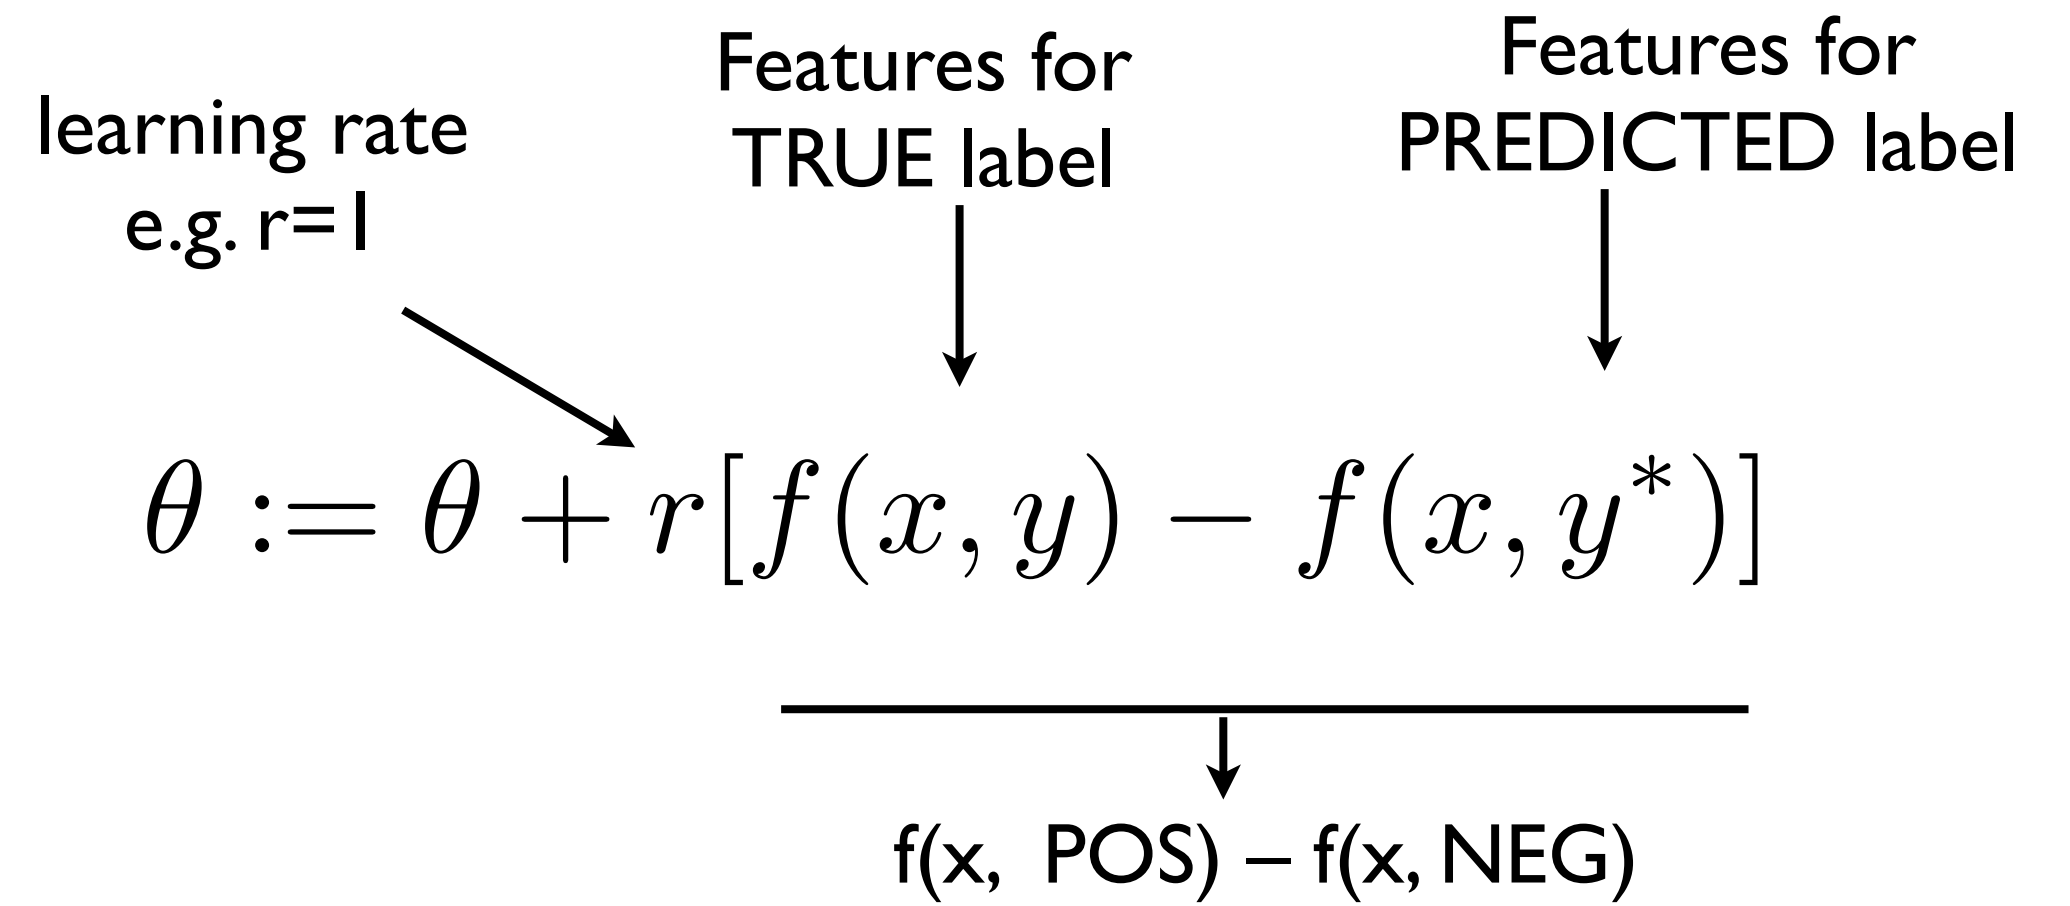 learning rate
e.g. r=1
Features for
TRUE label
Features for
PREDICTED label
θ := θ + r[f(x, y) − f(x, y*)]
f(x, POS) – f(x, NEG)